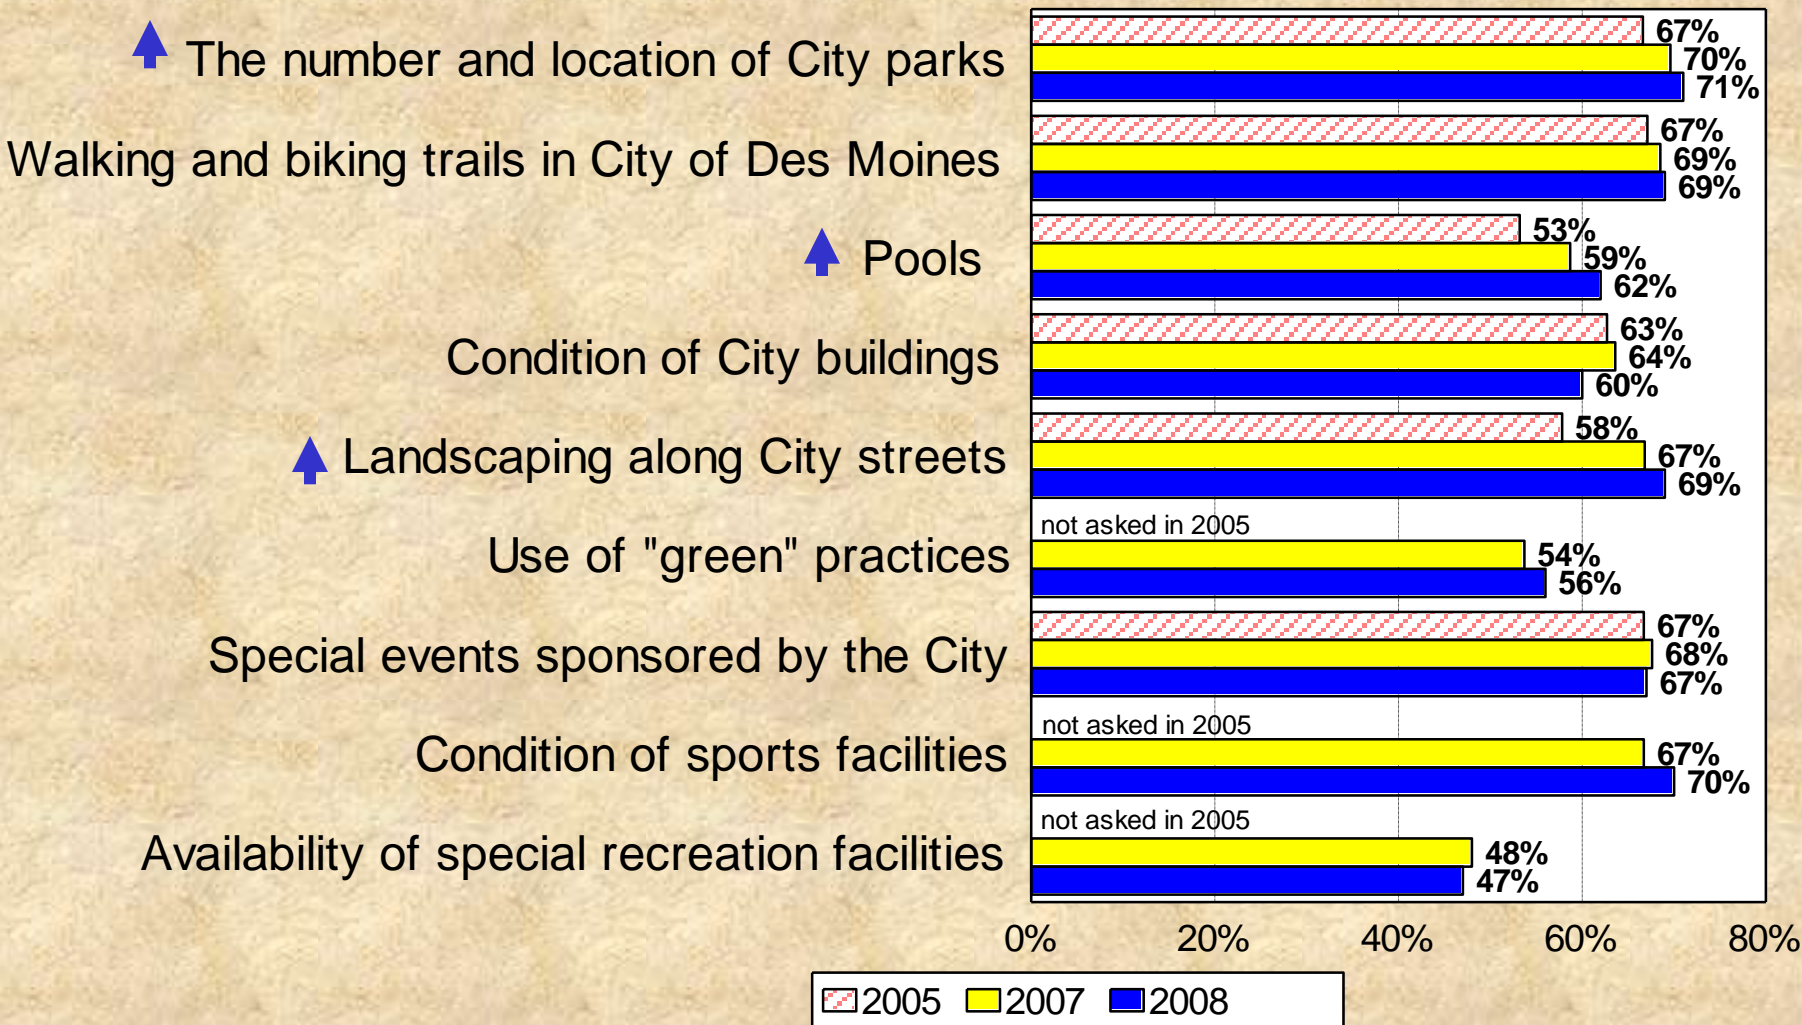 The number and location of City parks
67%
70%
71%
Walking and biking trails in City of Des Moines
67%
69%
69%
Pools
53%
59%
62%
Condition of City buildings
63%
64%
60%
Landscaping along City streets
58%
67%
69%
Use of "green" practices
not asked in 2005
54%
56%
Special events sponsored by the City
67%
68%
67%
Condition of sports facilities
not asked in 2005
67%
70%
Availability of special recreation facilities
not asked in 2005
48%
47%
0% 20% 40% 60% 80%
2005 2007 2008